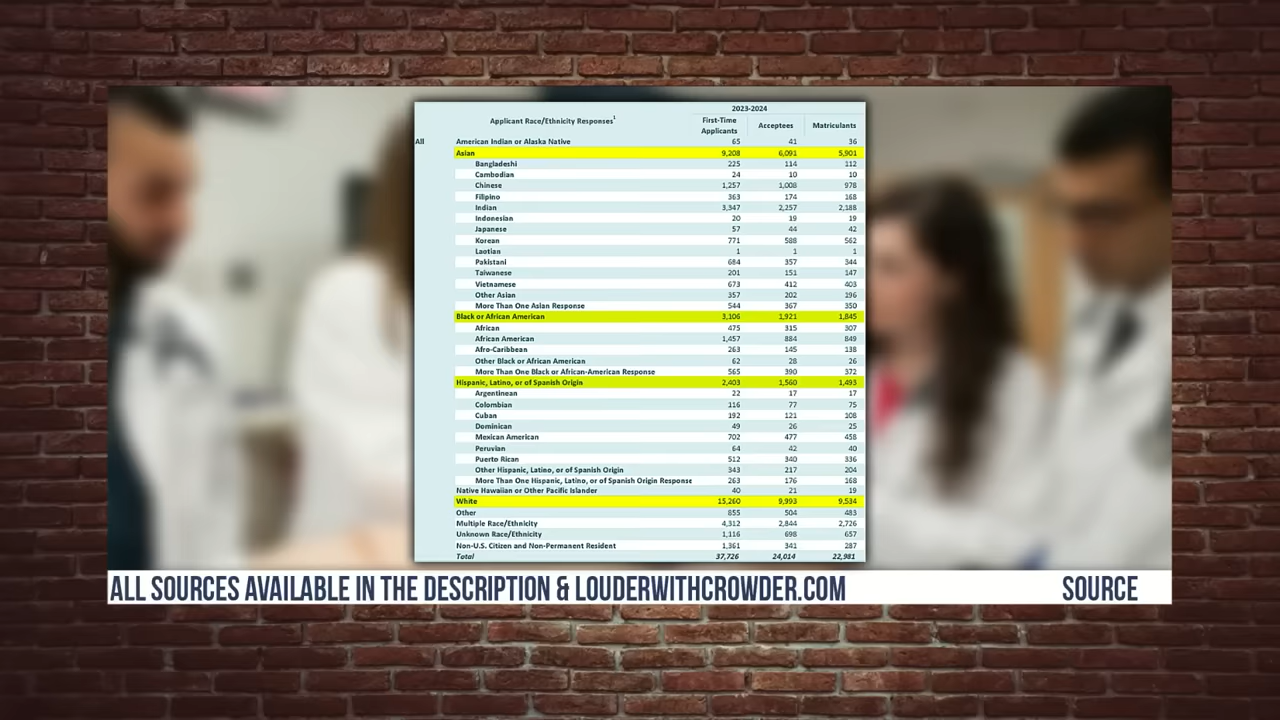 2023-2024
Applicant Race/Ethnicity Responses1
First-Time Applicants Acceptees Matriculants
All American Indian or Alaska Native 65 41 36
Asian 9,208 6,091 5,901
Bangladeshi 225 114 112
Cambodian 24 10 10
Chinese 1,257 1,008 978
Filipino 363 174 168
Indian 3,347 2,257 2,188
Indonesian 20 19 19
Japanese 57 44 42
Korean 771 588 562
Laotian 1 1 1
Pakistani 684 357 344
Taiwanese 201 151 147
Vietnamese 673 412 403
Other Asian 357 202 196
More Than One Asian Response 544 367 350
Black or African American 3,106 1,921 1,845
African 475 315 307
African American 1,457 884 849
Afro-Caribbean 263 145 138
Other Black or African American 62 28 26
More Than One Black or African-American Response 565 390 372
Hispanic, Latino, or of Spanish Origin 2,403 1,560 1,493
Argentinean 22 17 17
Colombian 116 77 75
Cuban 192 121 108
Dominican 49 26 25
Mexican American 702 477 458
Peruvian 64 42 40
Puerto Rican 512 340 336
Other Hispanic, Latino, or of Spanish Origin 343 217 204
More Than One Hispanic, Latino, or of Spanish Origin Response 263 176 168
Native Hawaiian or Other Pacific Islander 40 21 19
White 15,260 9,993 9,534
Other 855 504 483
Multiple Race/Ethnicity 4,312 2,844 2,726
Unknown Race/Ethnicity 1,116 698 657
Non-U.S. Citizen and Non-Permanent Resident 1,361 341 287
Total 37,726 24,014 22,981
ALL SOURCES AVAILABLE IN THE DESCRIPTION & LOUDERWITHCROWDER.COM SOURCE